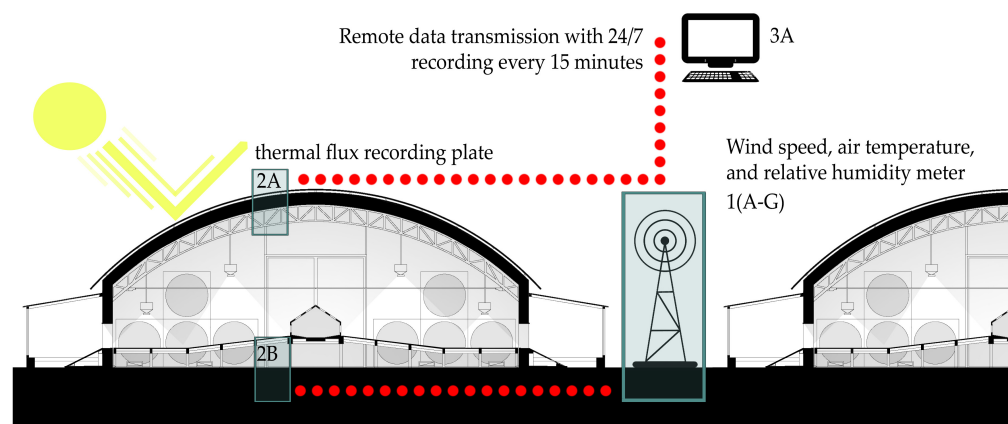 Remote data transmission with 24/7
recording every 15 minutes
3A
thermal flux recording plate
2A
Wind speed, air temperature,
and relative humidity meter
1(A-G)
2B